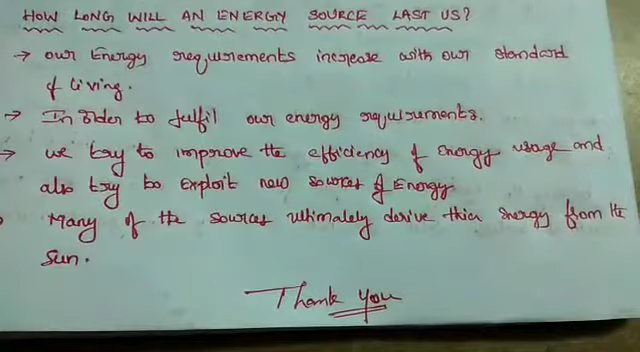 HOW LONG WILL AN ENERGY SOURCE LAST US?
→ our Energy requirements increase with our standard
of living.
→ In order to fulfil our energy requirements.
→ we try to improve the efficiency of energy usage and
also try to exploit new sources of Energy
Many of the sources ultimately derive their energy from the
Sun.
Thank you